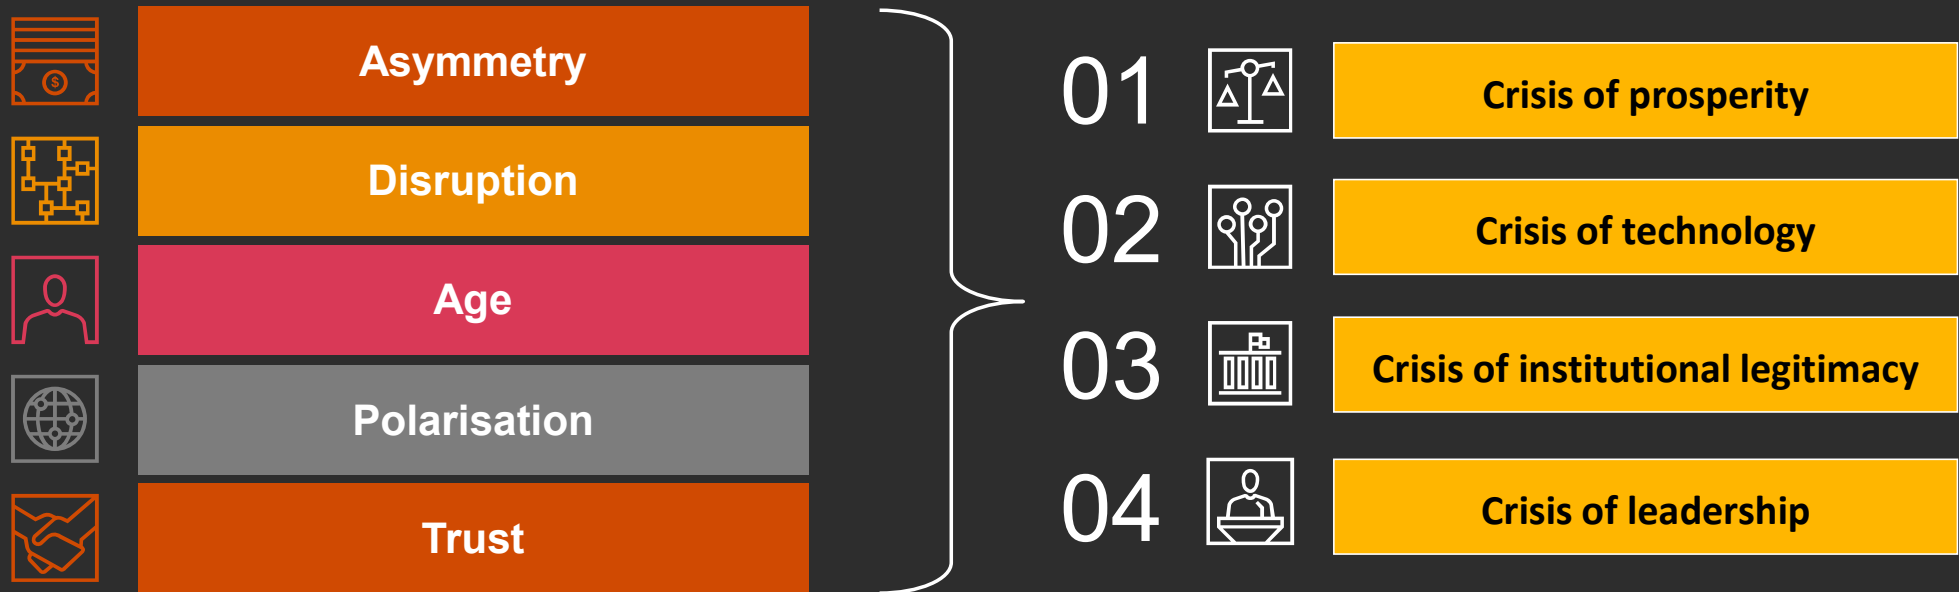 Asymmetry
Disruption
Age
Polarisation
Trust
01 Crisis of prosperity
02 Crisis of technology
03 Crisis of institutional legitimacy
04 Crisis of leadership
$